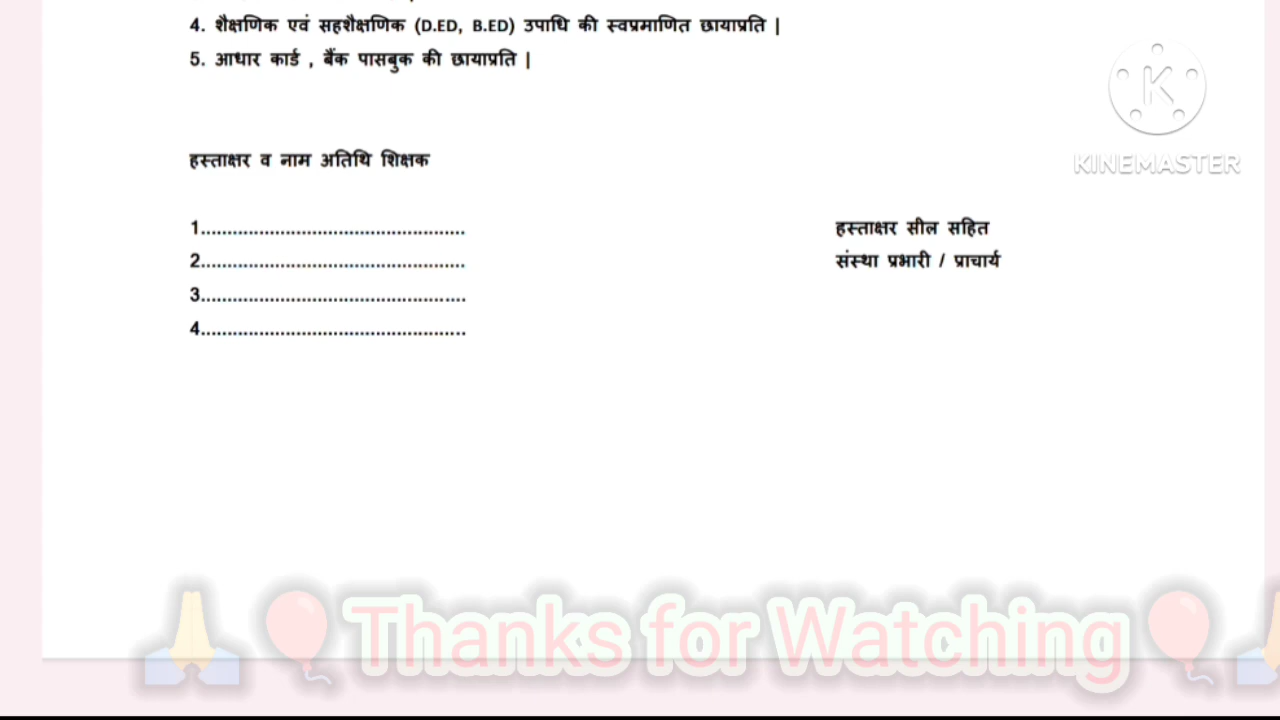 4. शैक्षणिक एवं सहशैक्षणिक (D.ED, B.ED) उपाधि की स्वप्रमाणित छायाप्रति |
5. आधार कार्ड , बैंक पासबुक की छायाप्रति |
K
KINEMASTER
हस्ताक्षर व नाम अतिथि शिक्षक
1..................................................
हस्ताक्षर सील सहित
2..................................................
संस्था प्रभारी / प्राचार्य
3..................................................
4..................................................
Thanks for Watching